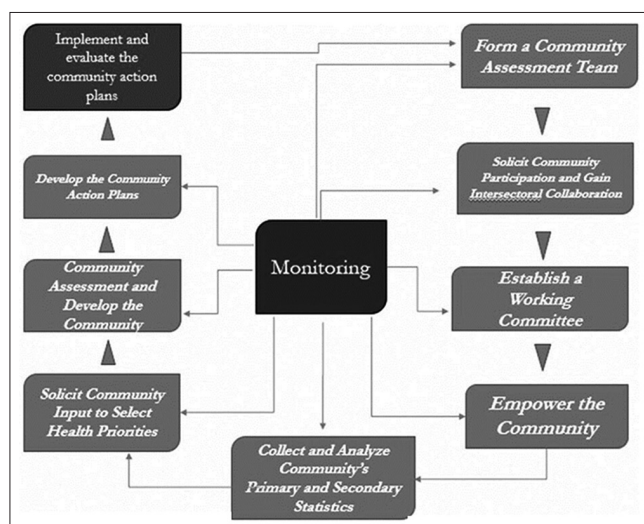 Implement and
evaluate the
community action
plans
Form a Community
Assessment Team
Solicit Community
Participation and Gain
Intersectoral Collaboration
Develop the Community
Action Plans
Monitoring
Community
Assessment and
Develop the
Community
Establish a
Working
Committee
Solicit Community
Input to Select
Health Priorities
Empower the
Community
Collect and Analyze
Community's
Primary and Secondary
Statistics